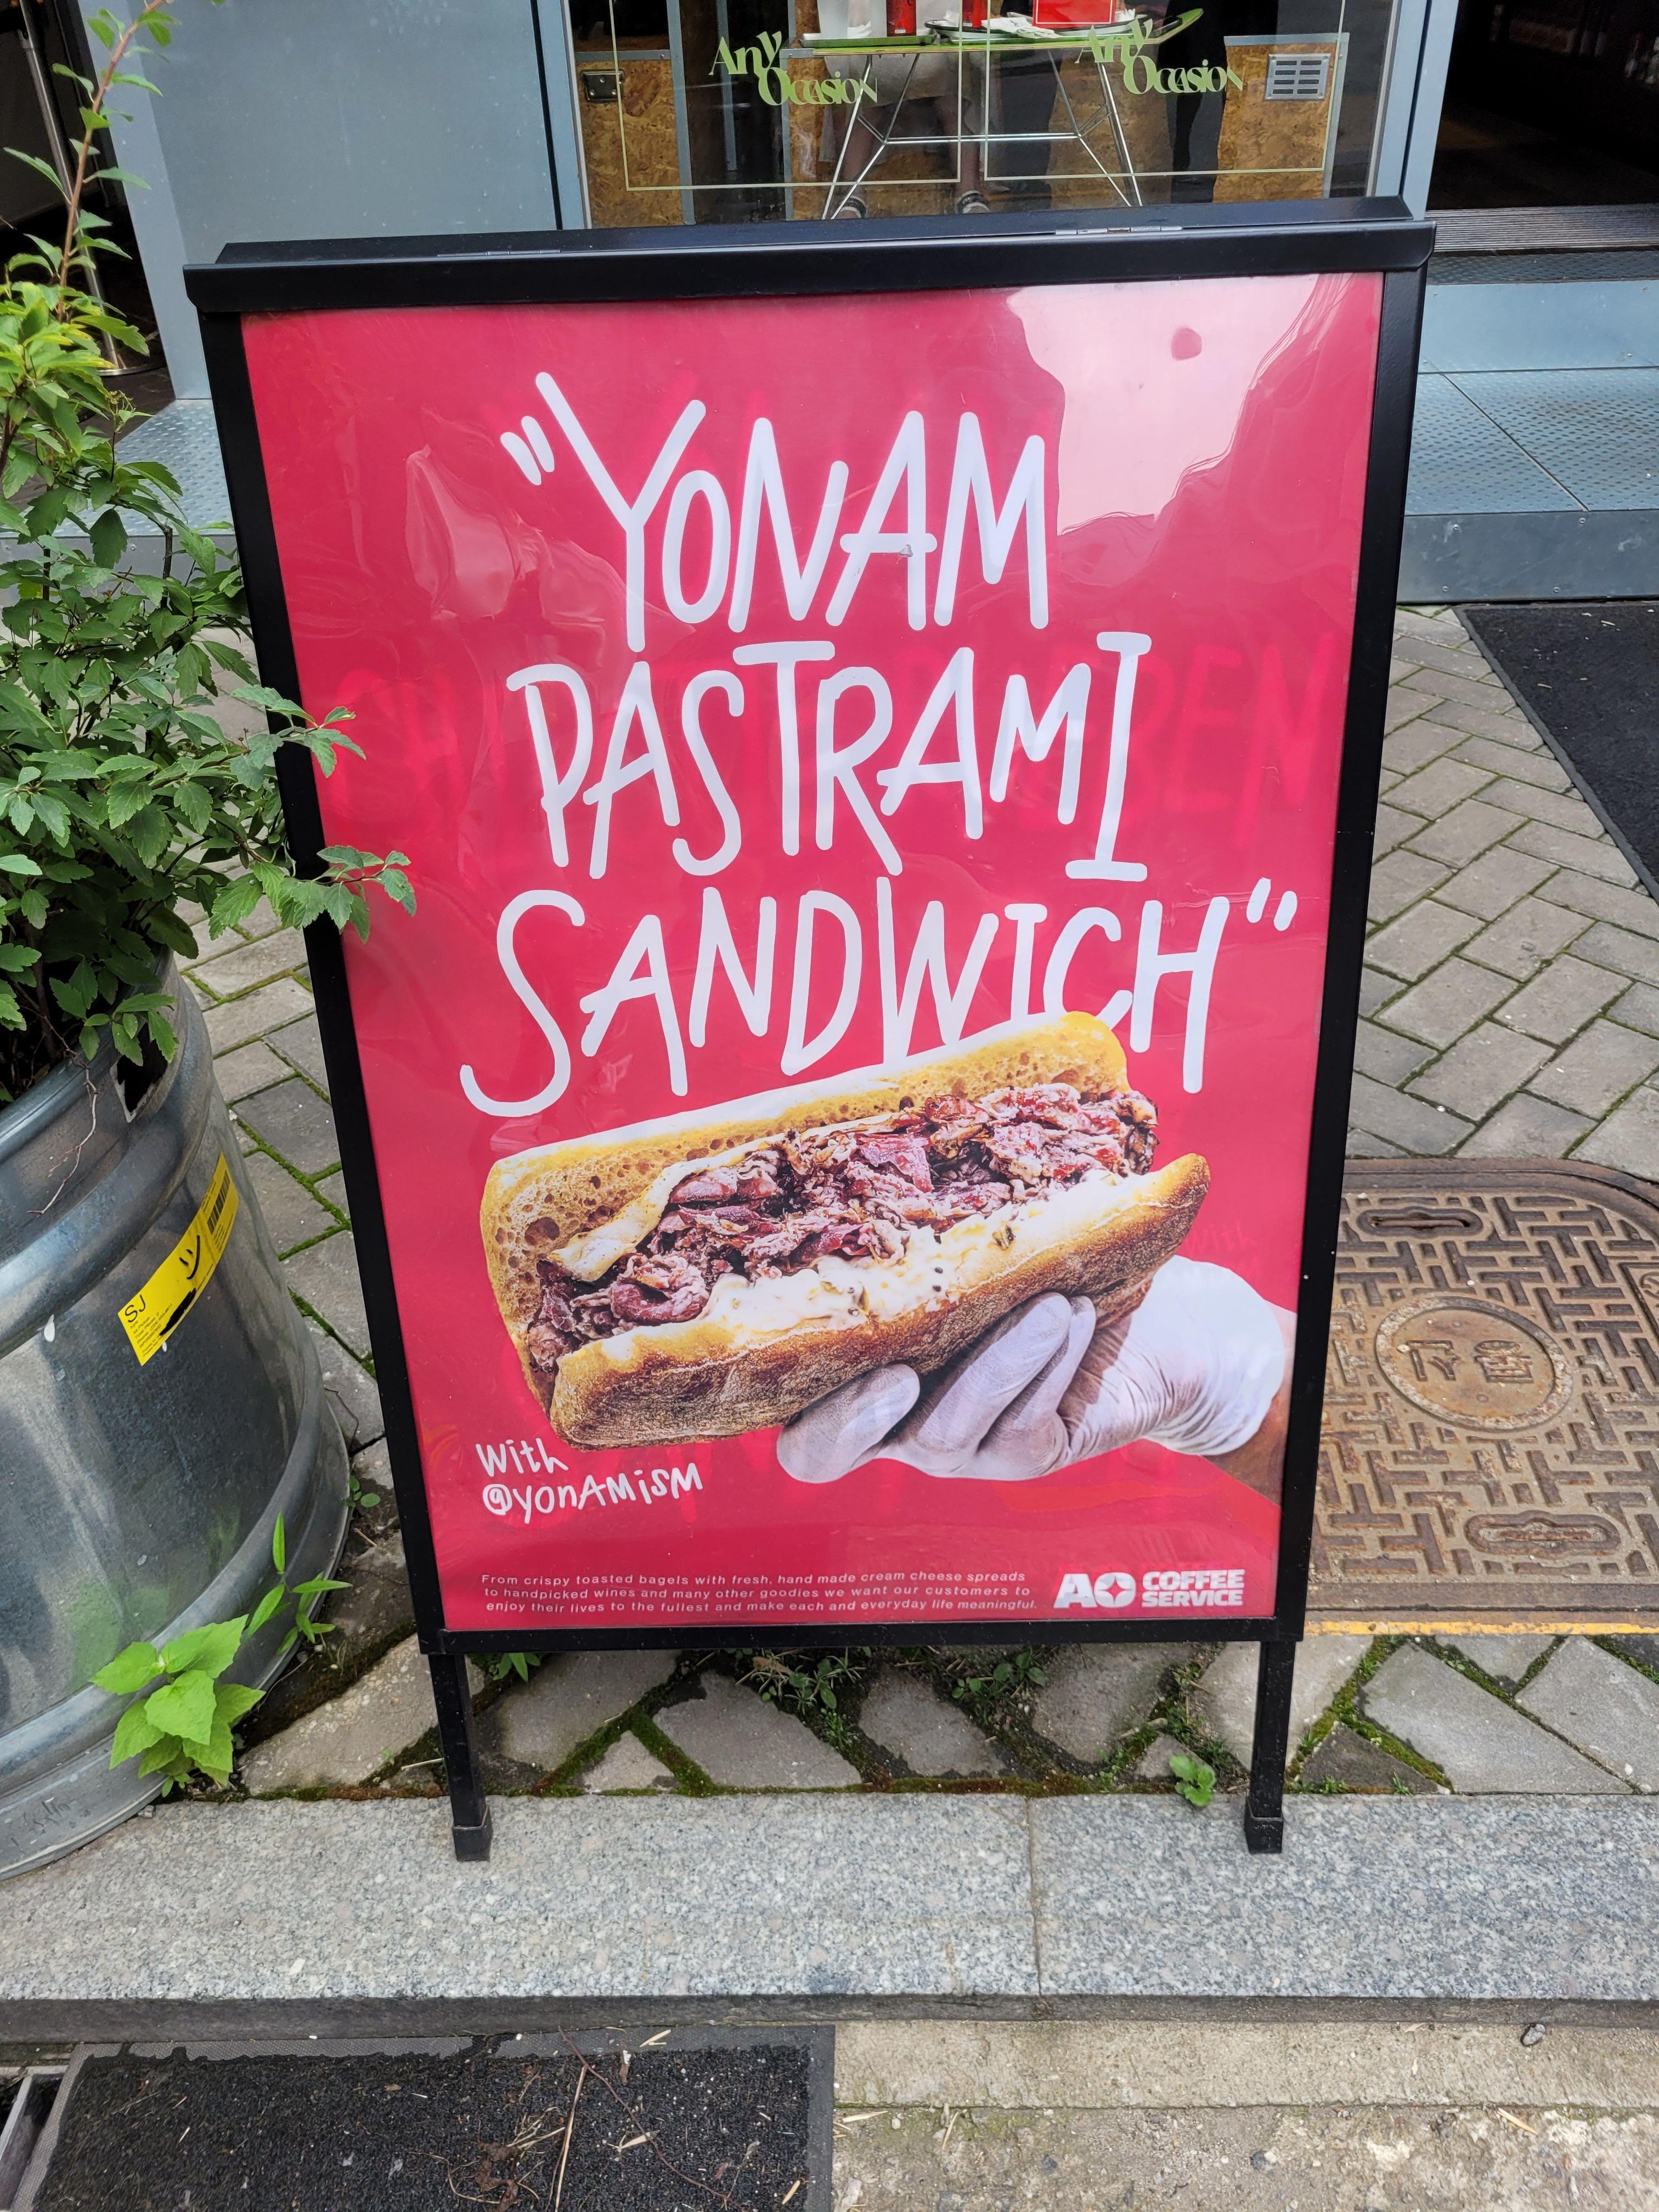 Any
Occasion
Any
Occasion
"YONAM
PASTRAMI
SANDWICH"
With
@yonAMiSM
From crispy toasted bagels with fresh, hand made cream cheese spreads
to handpicked wines and many other goodies we want our customers to
enjoy their lives to the fullest and make each and everyday life meaningful.
AO COFFEE
SERVICE
SJ